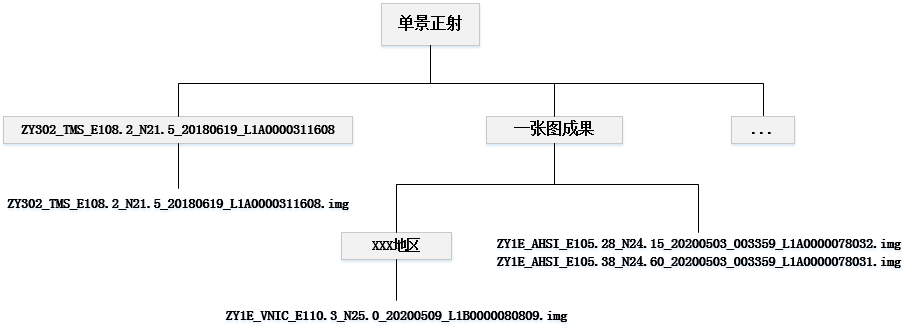 单景正射
ZY302_TMS_E108.2_N21.5_20180619_L1A0000311608
一张图成果
...
ZY302_TMS_E108.2_N21.5_20180619_L1A0000311608.img
xxx地区
ZY1E_AHSI_E105.28_N24.15_20200503_003359_L1A0000078032.img
ZY1E_AHSI_E105.38_N24.60_20200503_003359_L1A0000078031.img
ZY1E_VNIC_E110.3_N25.0_20200509_L1B0000080809.img